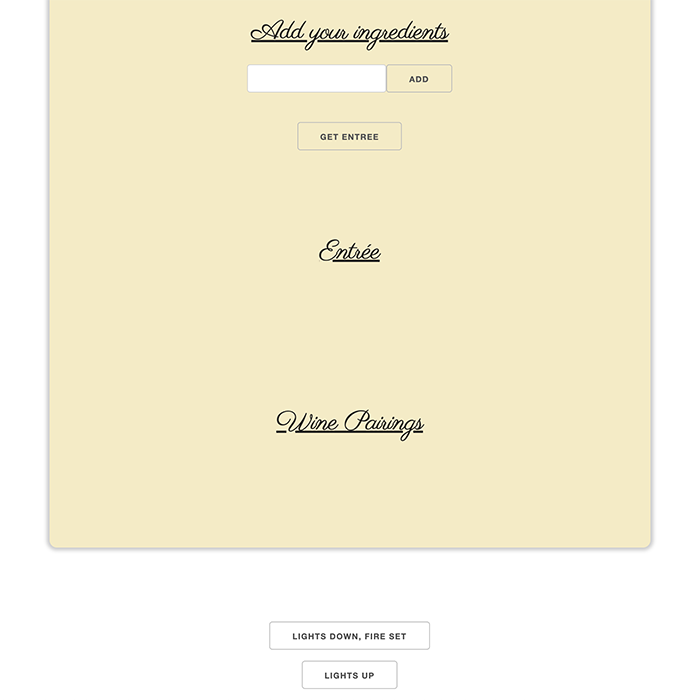 Add your ingredients
ADD
GET ENTREE
Entrée
Wine Pairings
LIGHTS DOWN, FIRE SET
LIGHTS UP